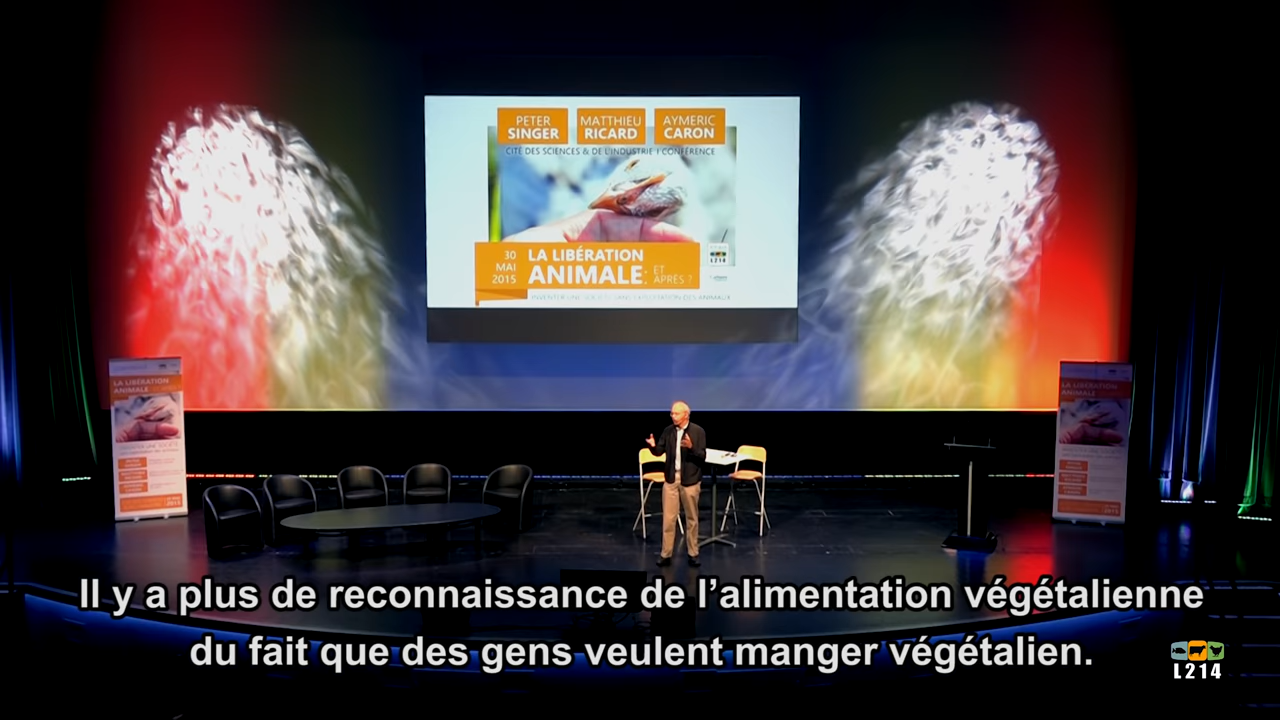 PETER
SINGER
MATTHIEU
RICARD
AYMERIC
CARON
CITÉ DES SCIENCES & DE L'INDUSTRIE | CONFÉRENCE
30
MAI
2015
LA LIBÉRATION
ANIMALE: ET
APRÈS ?
L214
LA LIBÉRATION
ANIMALE
LA LIBÉRATION
ANIMALE
Il y a plus de reconnaissance de l’alimentation végétalienne
du fait que des gens veulent manger végétalien.
L214